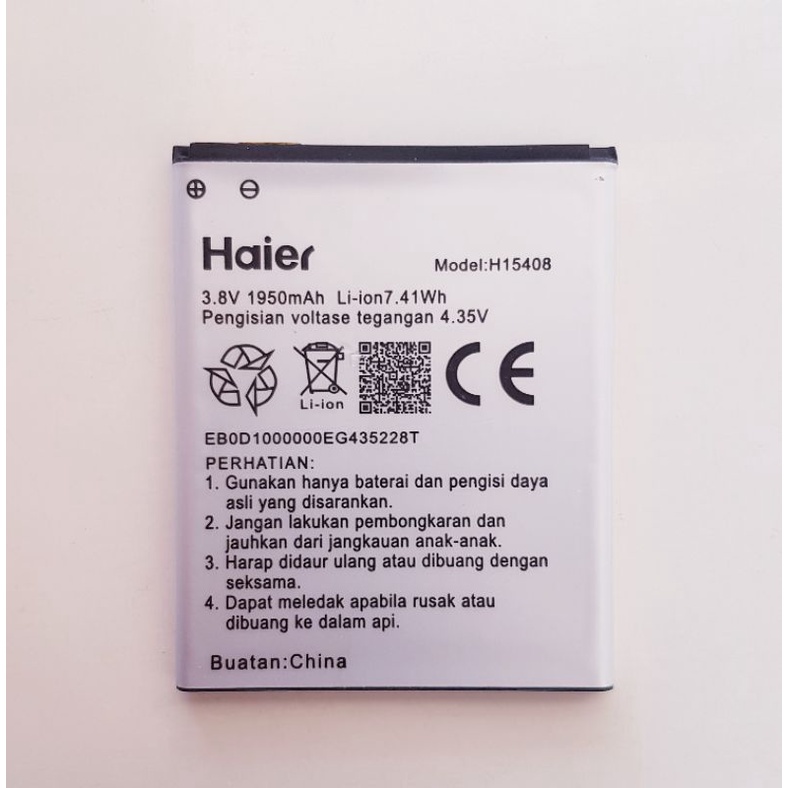 ⊕ ⊖
Haier
Model:H15408
3.8V 1950mAh Li-ion7.41Wh
Pengisian voltase tegangan 4.35V
Li-ion
CE
EB0D1000000EG435228T
PERHATIAN:
1. Gunakan hanya baterai dan pengisi daya
asli yang disarankan.
2. Jangan lakukan pembongkaran dan
jauhkan dari jangkauan anak-anak.
3. Harap didaur ulang atau dibuang dengan
seksama.
4. Dapat meledak apabila rusak atau
dibuang ke dalam api.
Buatan:China